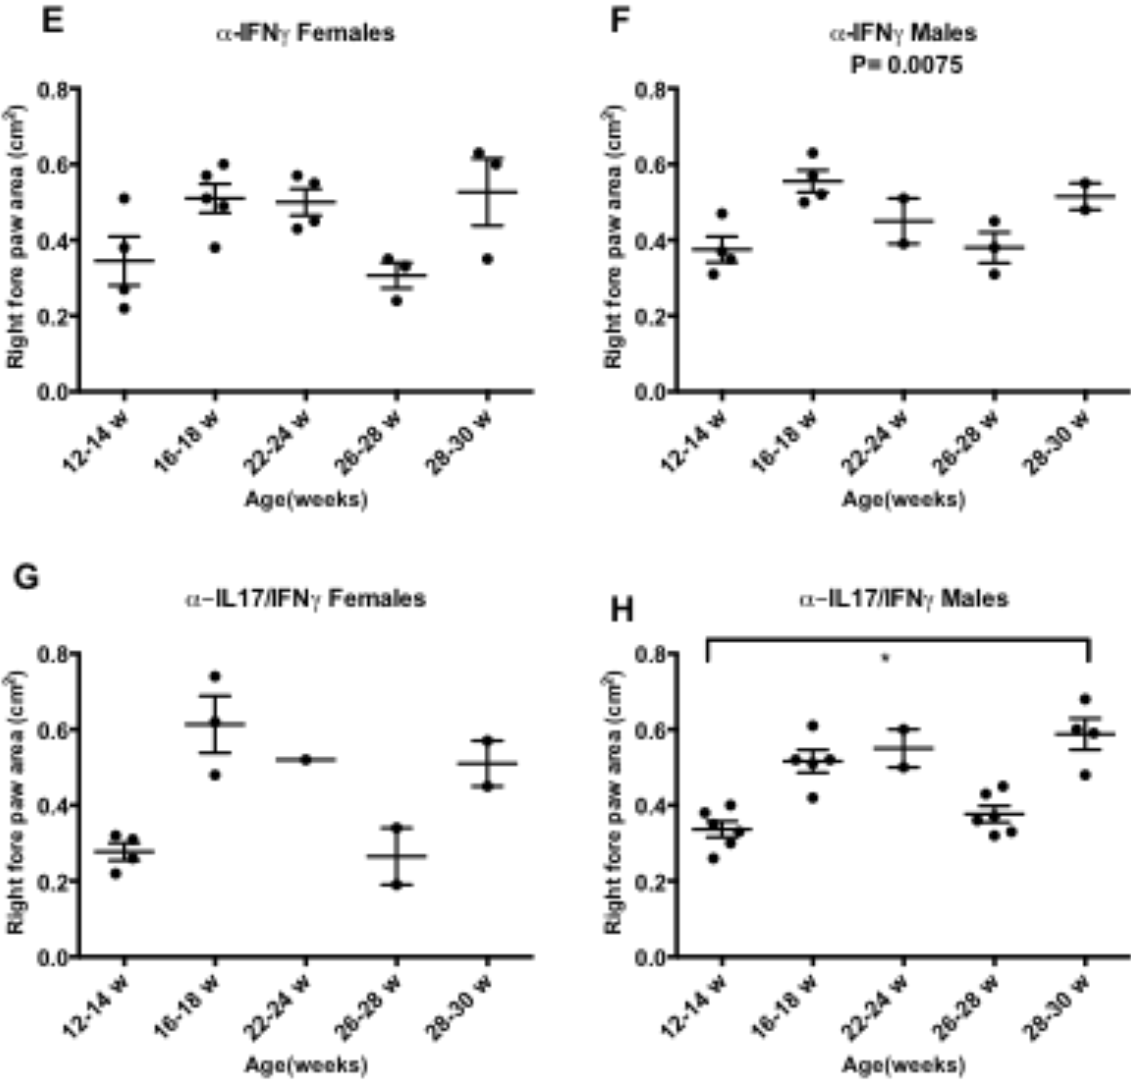 E
α-IFNγ Females
Right fore paw area (cm²)
0.8
0.6
0.4
0.2
0.0
12-14 w
16-18 w
22-24 w
26-28 w
28-30 w
Age(weeks)
F
α-IFNγ Males
P= 0.0075
Right fore paw area (cm²)
0.8
0.6
0.4
0.2
0.0
12-14 w
16-18 w
22-24 w
26-28 w
28-30 w
Age(weeks)
G
α–IL17/IFNγ Females
Right fore paw area (cm²)
0.8
0.6
0.4
0.2
0.0
12-14 w
16-18 w
22-24 w
26-28 w
28-30 w
Age(weeks)
H
α–IL17/IFNγ Males
*
Right fore paw area (cm²)
0.8
0.6
0.4
0.2
0.0
12-14 w
16-18 w
22-24 w
26-28 w
28-30 w
Age(weeks)